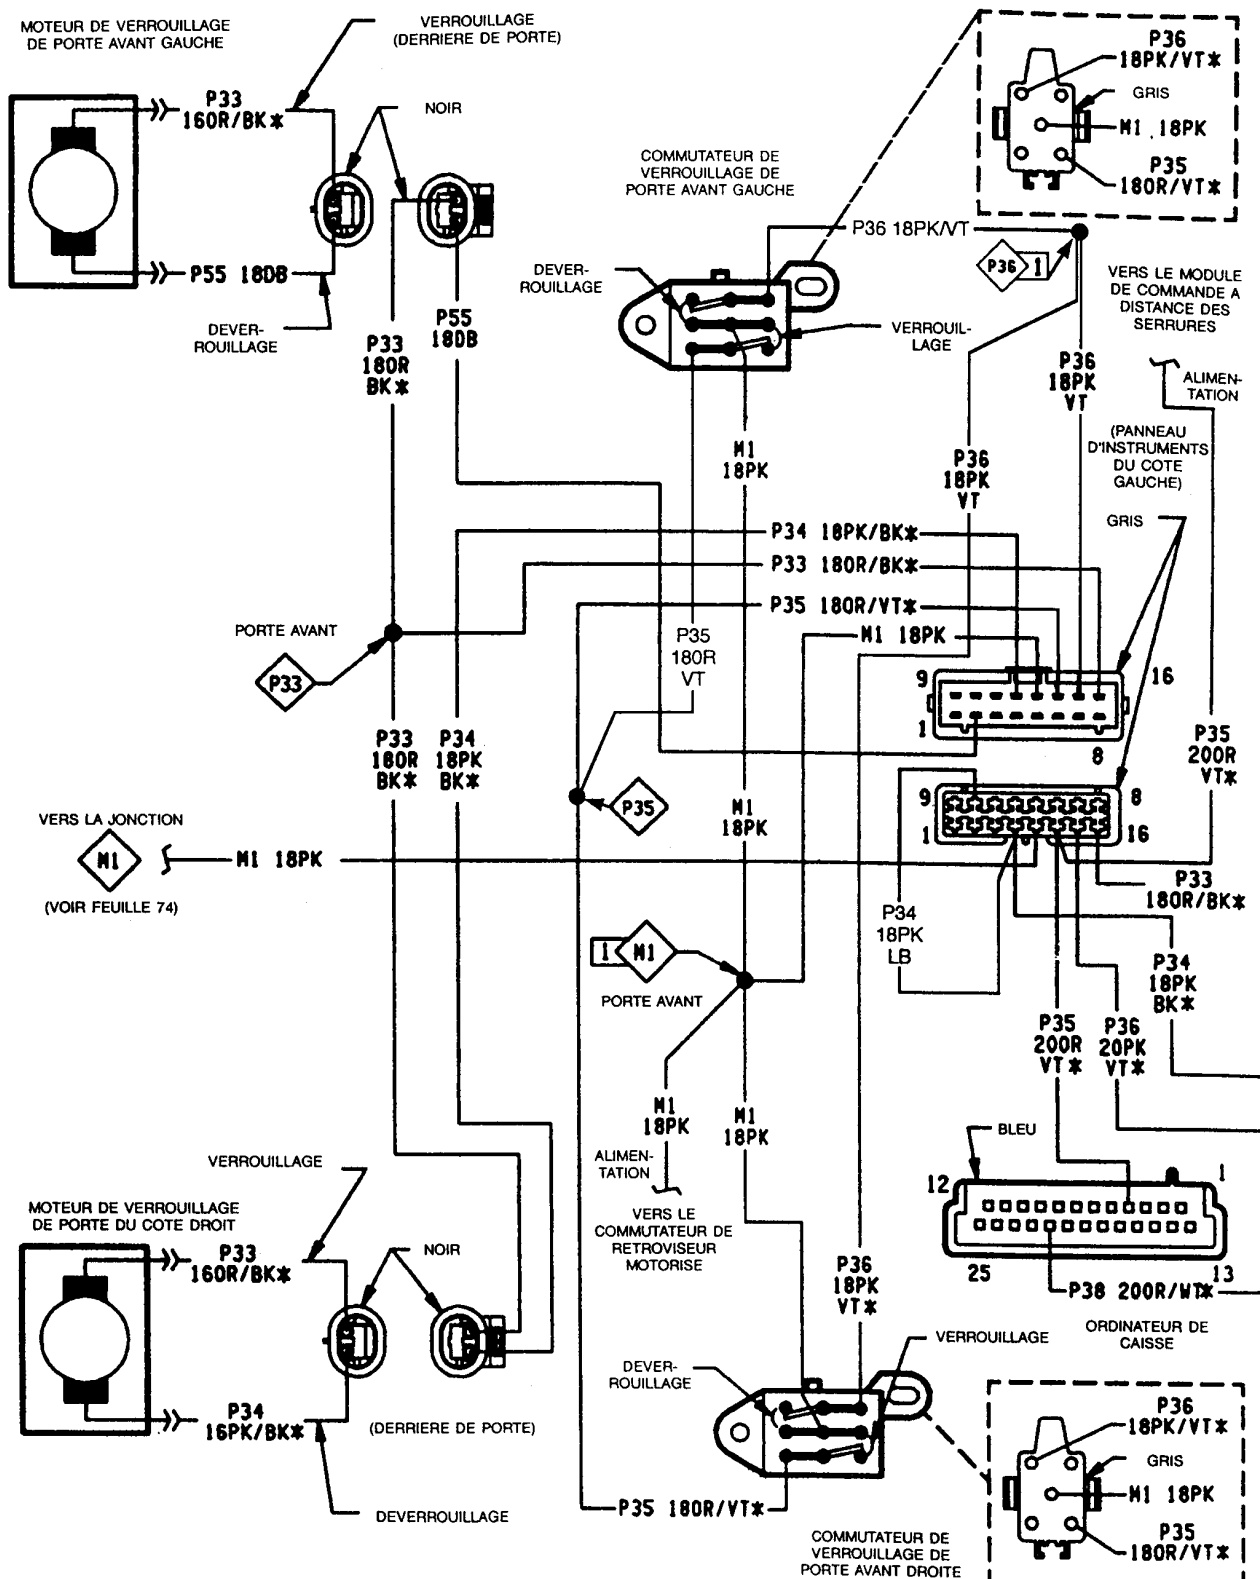 MOTEUR DE VERROUILLAGE
DE PORTE AVANT GAUCHE
VERROUILLAGE
(DERRIERE DE PORTE)
P33
160R/BK*
NOIR
P55 18DB
DEVER-
ROUILLAGE
P33
180R
BK*
P55
18DB
COMMUTATEUR DE
VERROUILLAGE DE
PORTE AVANT GAUCHE
P36
18PK/VT*
GRIS
M1 18PK
P35
180R/VT*
P36 18PK/VT
P36 1
DEVER-
ROUILLAGE
VERROUIL-
LAGE
VERS LE MODULE
DE COMMANDE A
DISTANCE DES
SERRURES
ALIMEN-
TATION
P36
18PK
VT
(PANNEAU
D'INSTRUMENTS
DU COTE
GAUCHE)
M1
18PK
P36
18PK
VT
GRIS
P34 18PK/BK*
P33 180R/BK*
P35 180R/VT*
M1 18PK
PORTE AVANT
P33
P35
180R
VT
9
16
1
8
P33
180R
BK*
P34
18PK
BK*
P35
200R
VT*
P35
9
8
1
16
M1
18PK
VERS LA JONCTION
M1
M1 18PK
(VOIR FEUILLE 74)
P33
180R/BK*
P34
18PK
LB
1 M1
PORTE AVANT
P34
18PK
BK*
P35
200R
VT*
P36
20PK
VT*
M1
18PK
M1
18PK
ALIMEN-
TATION
VERS LE
COMMUTATEUR DE
RETROVISEUR
MOTORISE
BLEU
12
1
25
13
P38 200R/WT*
ORDINATEUR DE
CAISSE
VERROUILLAGE
MOTEUR DE VERROUILLAGE
DE PORTE DU COTE DROIT
P33
160R/BK*
NOIR
P36
18PK
VT*
VERROUILLAGE
DEVER-
ROUILLAGE
P34
16PK/BK*
(DERRIERE DE PORTE)
DEVERROUILLAGE
P35 180R/VT*
P36
18PK/VT*
GRIS
M1 18PK
P35
180R/VT*
COMMUTATEUR DE
VERROUILLAGE DE
PORTE AVANT DROITE